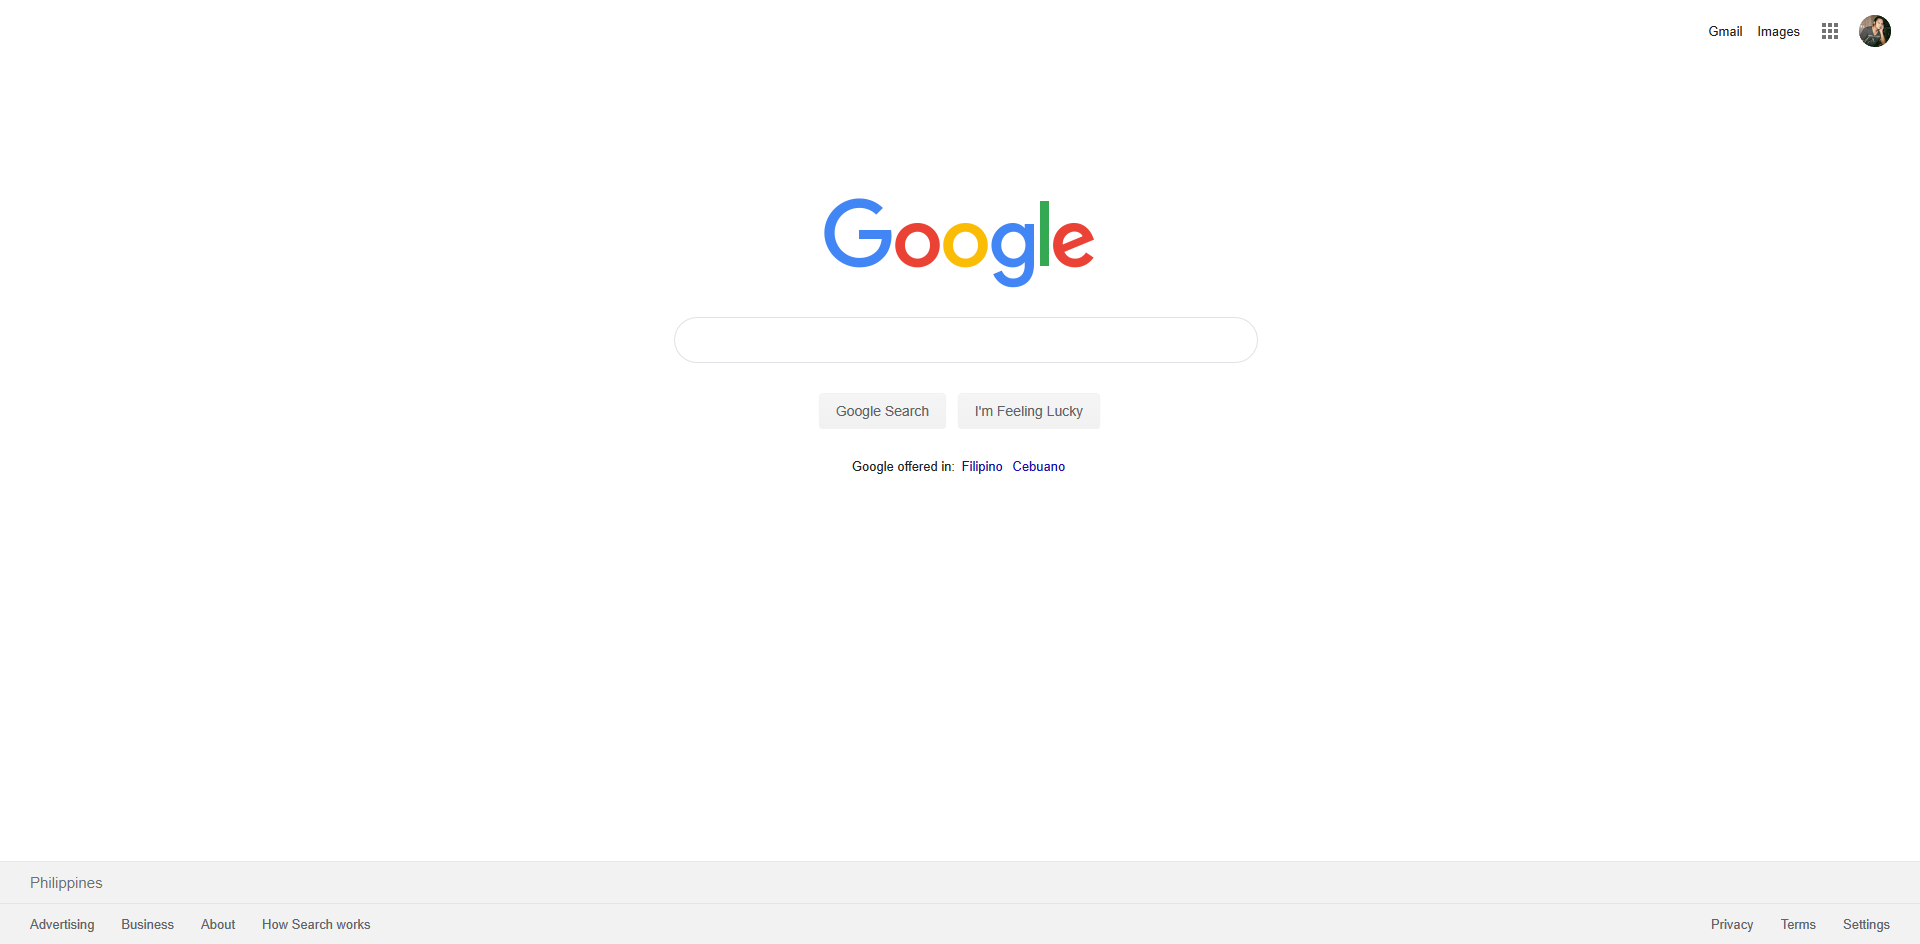 Gmail Images
Google
Google Search I'm Feeling Lucky
Google offered in: Filipino Cebuano
Philippines
Advertising Business About How Search works Privacy Terms Settings